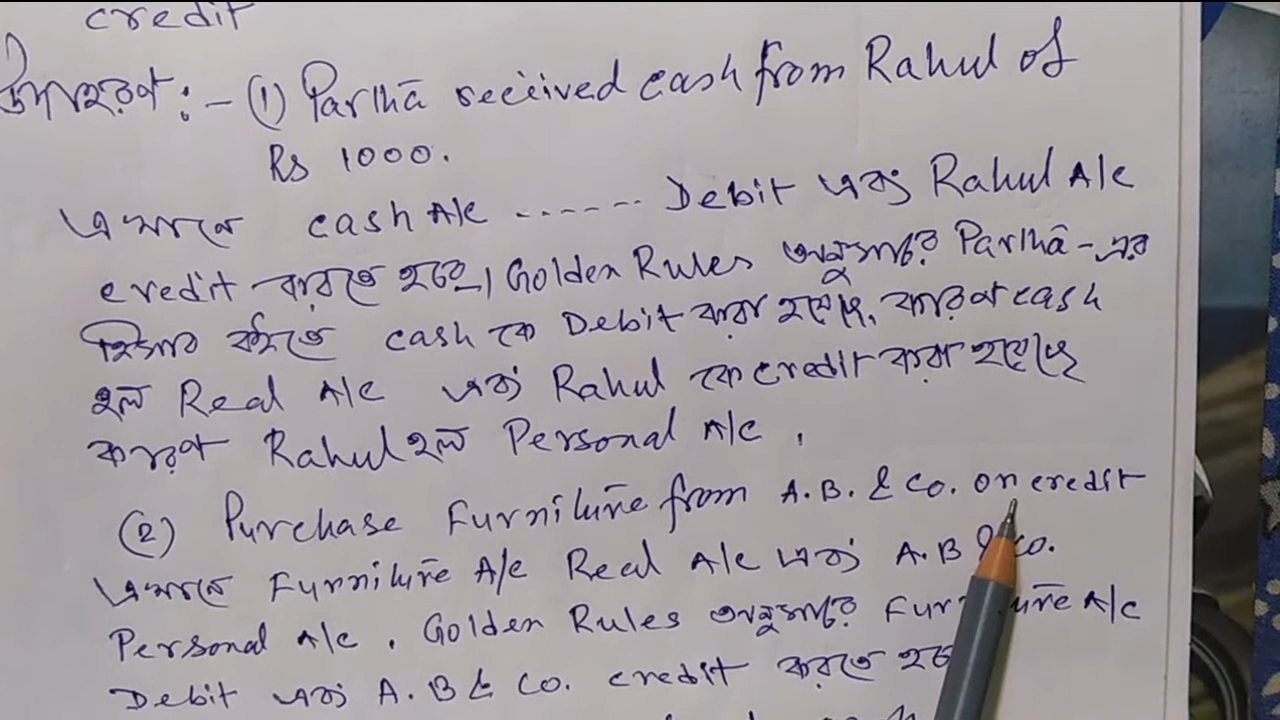 credit
উদাহরণ :- (1) Partha received cash from Rahul of
Rs 1000.
এখানে cash A/c ------ Debit এবং Rahul A/c
credit করতে হবে। Golden Rules অনুসারে Partha-এর
হিসাব বইতে cash কে Debit করা হয়েছে, কারণ cash
হল Real A/c এবং Rahul কে credit করা হয়েছে
কারণ Rahul হল Personal A/c.
(2) Purchase Furniture from A.B. & Co. on credit
এখানে Furniture A/c Real A/c এবং A.B & Co.
Personal A/c. Golden Rules অনুসারে Furniture A/c
Debit এবং A.B & Co. credit করতে